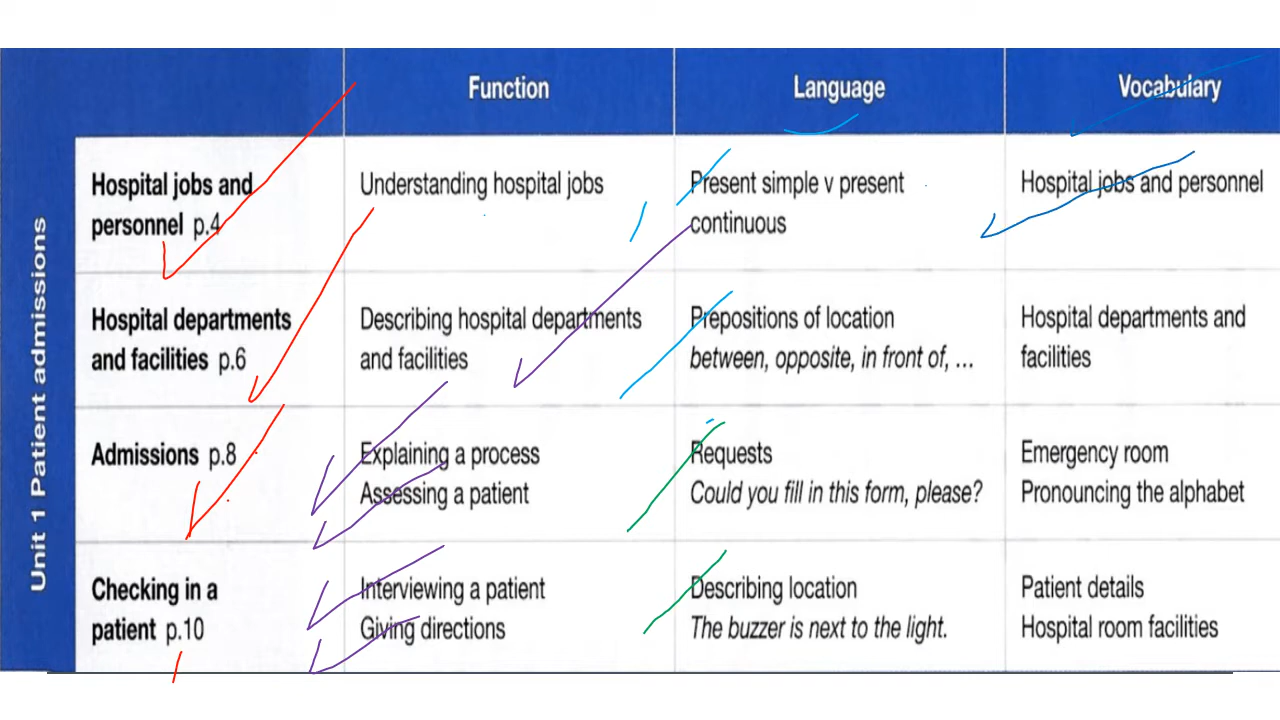 Unit 1 Patient admissions
Function
Language
Vocabulary
Hospital jobs and
personnel p.4
Understanding hospital jobs
Present simple v present
continuous
Hospital jobs and personnel
Hospital departments
and facilities p.6
Describing hospital departments
and facilities
Prepositions of location
between, opposite, in front of, ...
Hospital departments and
facilities
Admissions p.8
Explaining a process
Assessing a patient
Requests
Could you fill in this form, please?
Emergency room
Pronouncing the alphabet
Checking in a
patient p.10
Interviewing a patient
Giving directions
Describing location
The buzzer is next to the light.
Patient details
Hospital room facilities